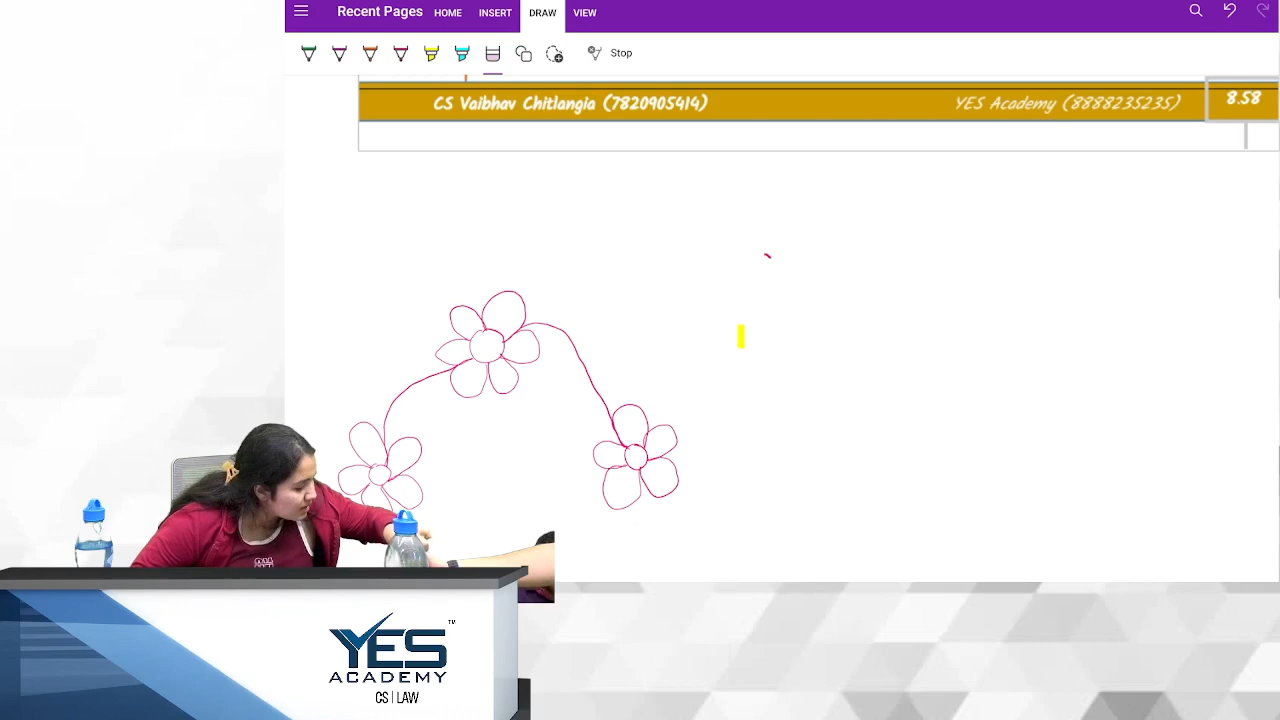 Recent Pages HOME INSERT DRAW VIEW
Stop
CS Vaibhav Chitlangia (7820905414) YES Academy (8888235235) 8.58
YES ™
ACADEMY
CS | LAW